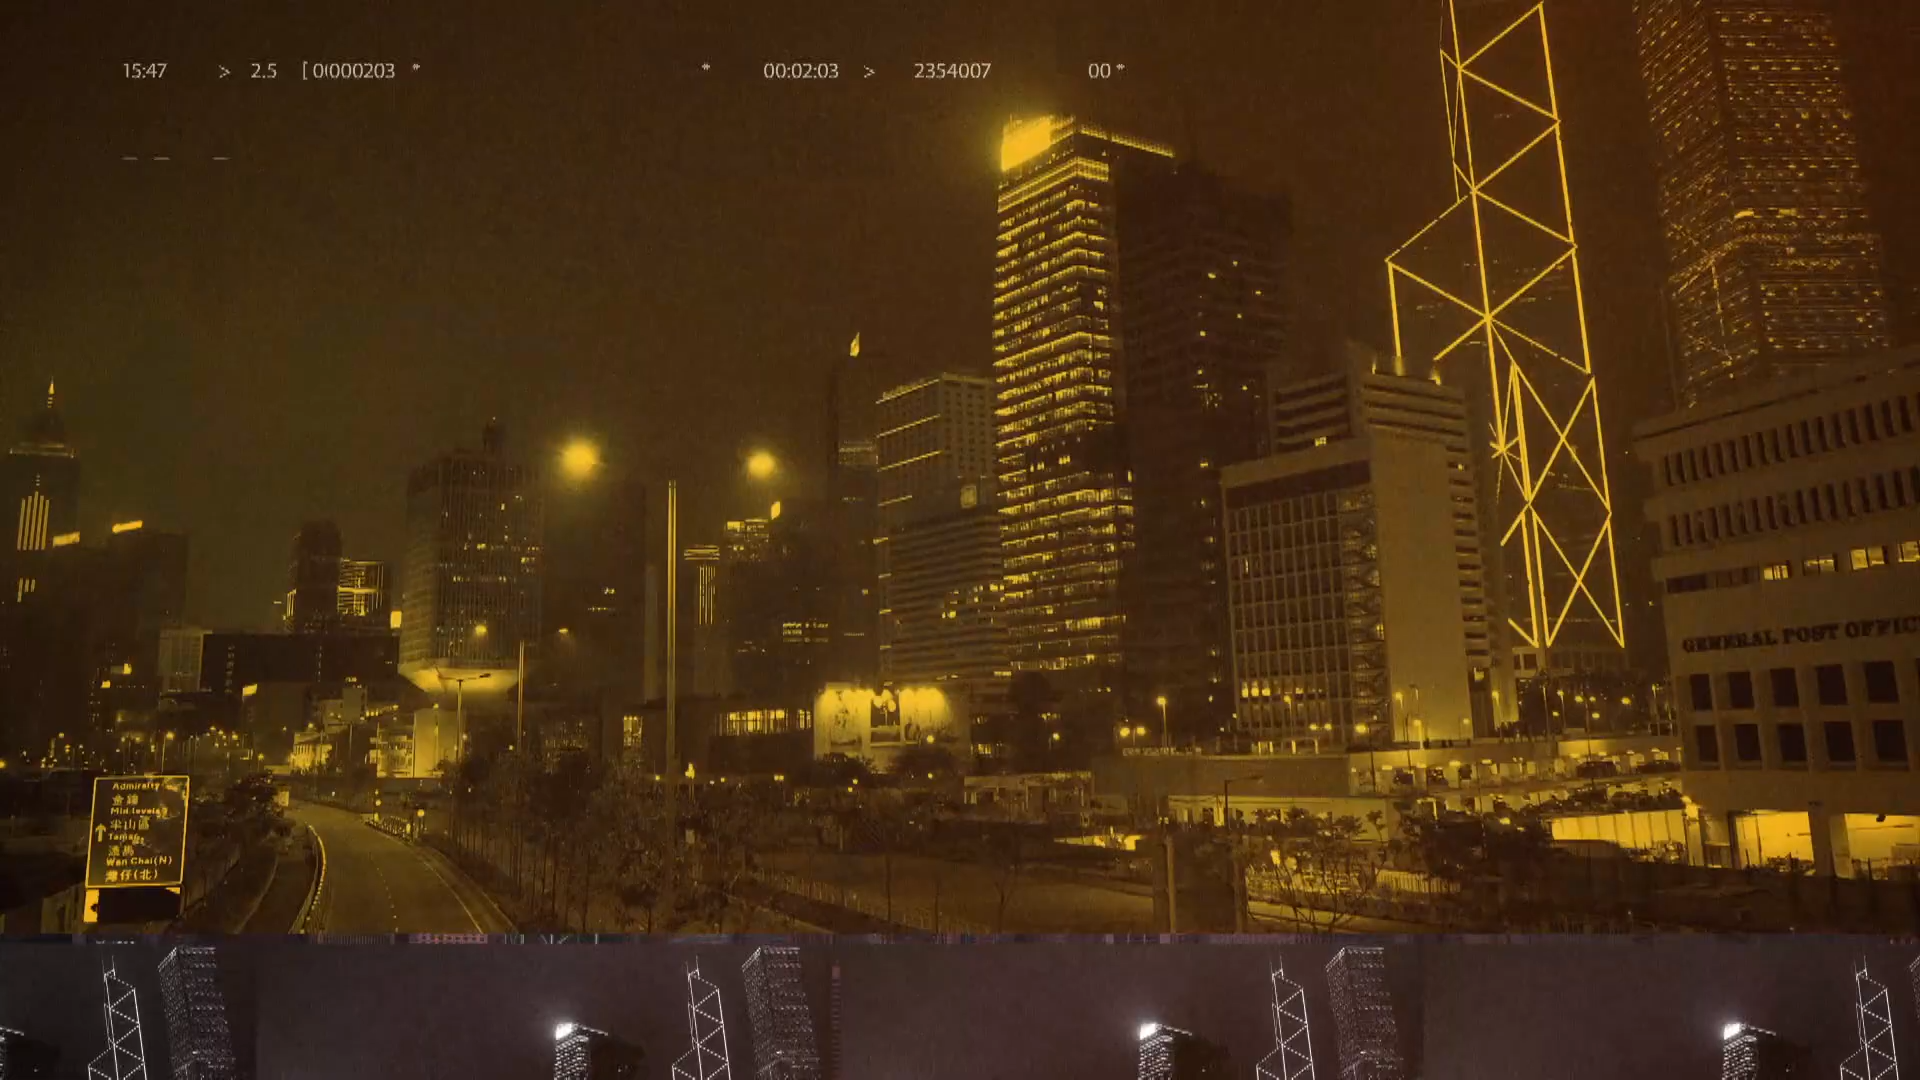 15:47 > 2.5 [ 0(000203 * * 00:02:03 > 2354007 00 *
GENERAL POST OFFIC
Admiralty
金鐘
Mid-levels
半山區
Tamar
添馬
Wan Chai (N)
灣仔(北)